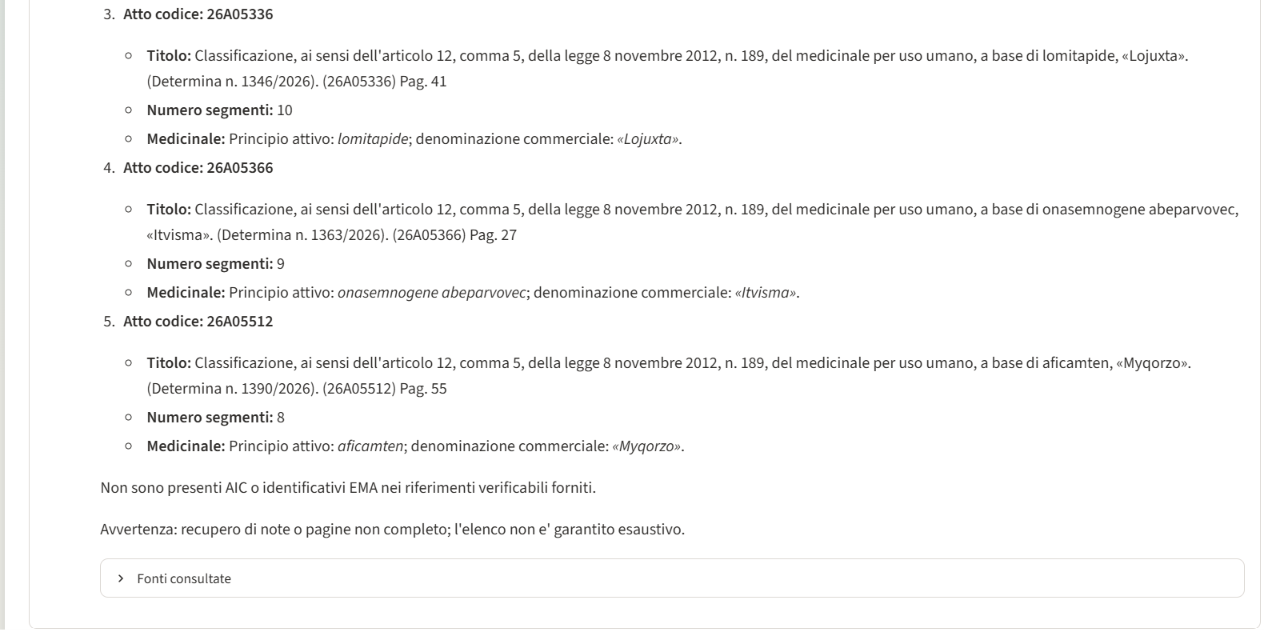 3. Atto codice: 26A05336
Titolo: Classificazione, ai sensi dell'articolo 12, comma 5, della legge 8 novembre 2012, n. 189, del medicinale per uso umano, a base di lomitapide, «Lojuxta».
(Determina n. 1346/2026). (26A05336) Pag. 41
Numero segmenti: 10
Medicinale: Principio attivo: lomitapide; denominazione commerciale: «Lojuxta».
4. Atto codice: 26A05366
Titolo: Classificazione, ai sensi dell'articolo 12, comma 5, della legge 8 novembre 2012, n. 189, del medicinale per uso umano, a base di onasemnogene abeparvovec,
«Itvisma». (Determina n. 1363/2026). (26A05366) Pag. 27
Numero segmenti: 9
Medicinale: Principio attivo: onasemnogene abeparvovec; denominazione commerciale: «Itvisma».
5. Atto codice: 26A05512
Titolo: Classificazione, ai sensi dell'articolo 12, comma 5, della legge 8 novembre 2012, n. 189, del medicinale per uso umano, a base di aficamten, «Myqorzo».
(Determina n. 1390/2026). (26A05512) Pag. 55
Numero segmenti: 8
Medicinale: Principio attivo: aficamten; denominazione commerciale: «Myqorzo».
Non sono presenti AIC o identificativi EMA nei riferimenti verificabili forniti.
Avvertenza: recupero di note o pagine non completo; l'elenco non e' garantito esaustivo.
Fonti consultate